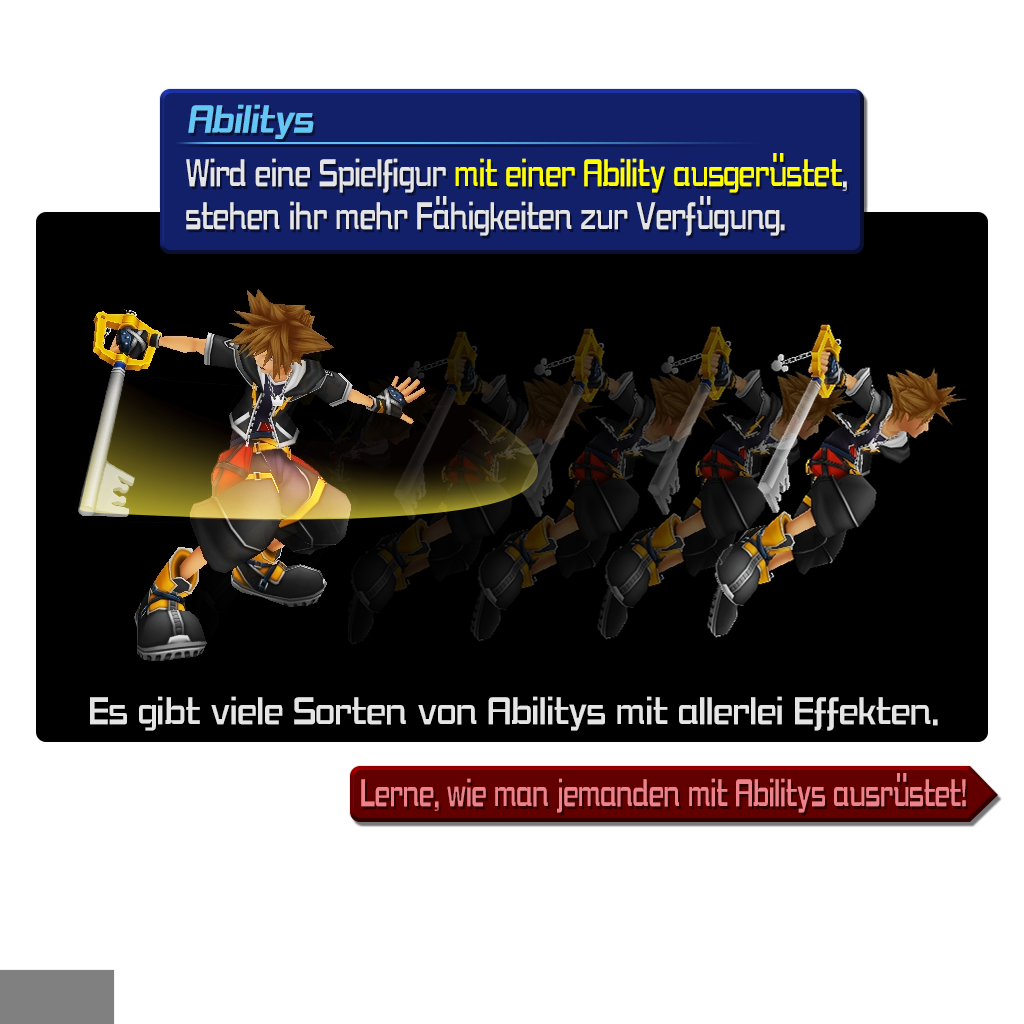 Abilitys
Wird eine Spielfigur mit einer Ability ausgerüstet,
stehen ihr mehr Fähigkeiten zur Verfügung.
Es gibt viele Sorten von Abilitys mit allerlei Effekten.
Lerne, wie man jemanden mit Abilitys ausrüstet!